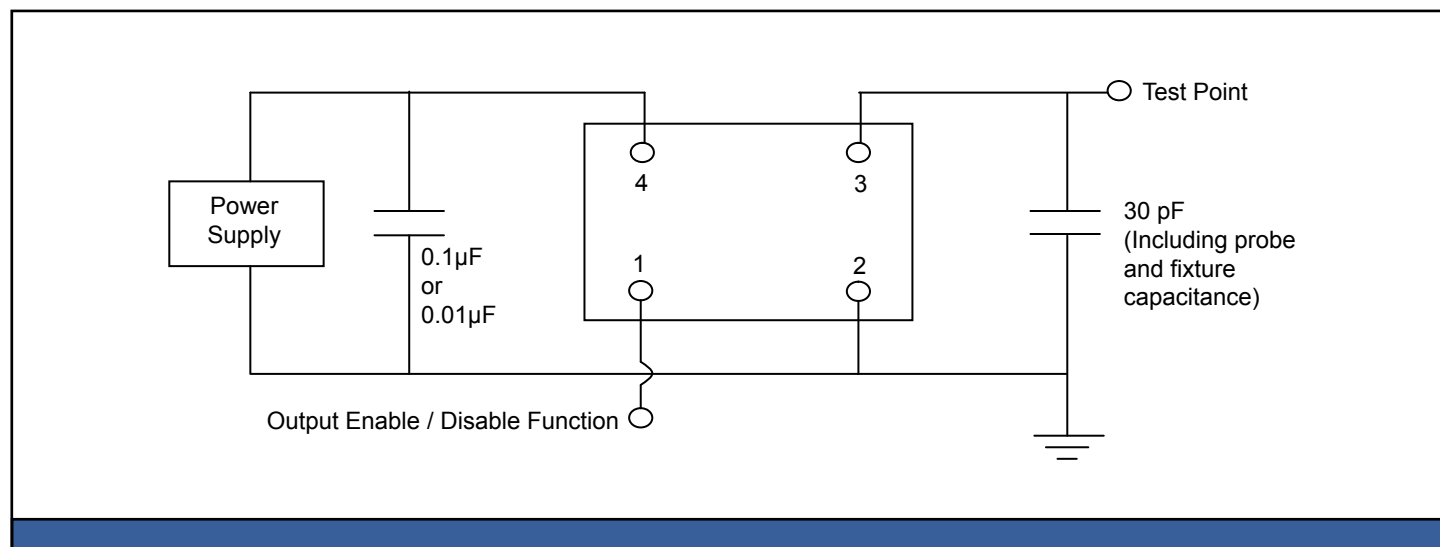 Test Point
4
3
Power
Supply
30 pF
(Including probe
and fixture
capacitance)
0.1µF
or
0.01µF
1
2
Output Enable / Disable Function